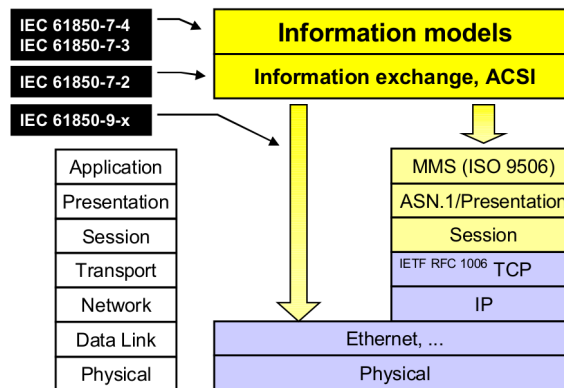 IEC 61850-7-4
IEC 61850-7-3
Information models
IEC 61850-7-2
Information exchange, ACSI
IEC 61850-9-x
Application
MMS (ISO 9506)
Presentation
ASN.1/Presentation
Session
Session
Transport
IETF RFC 1006 TCP
Network
IP
Data Link
Ethernet, ...
Physical
Physical